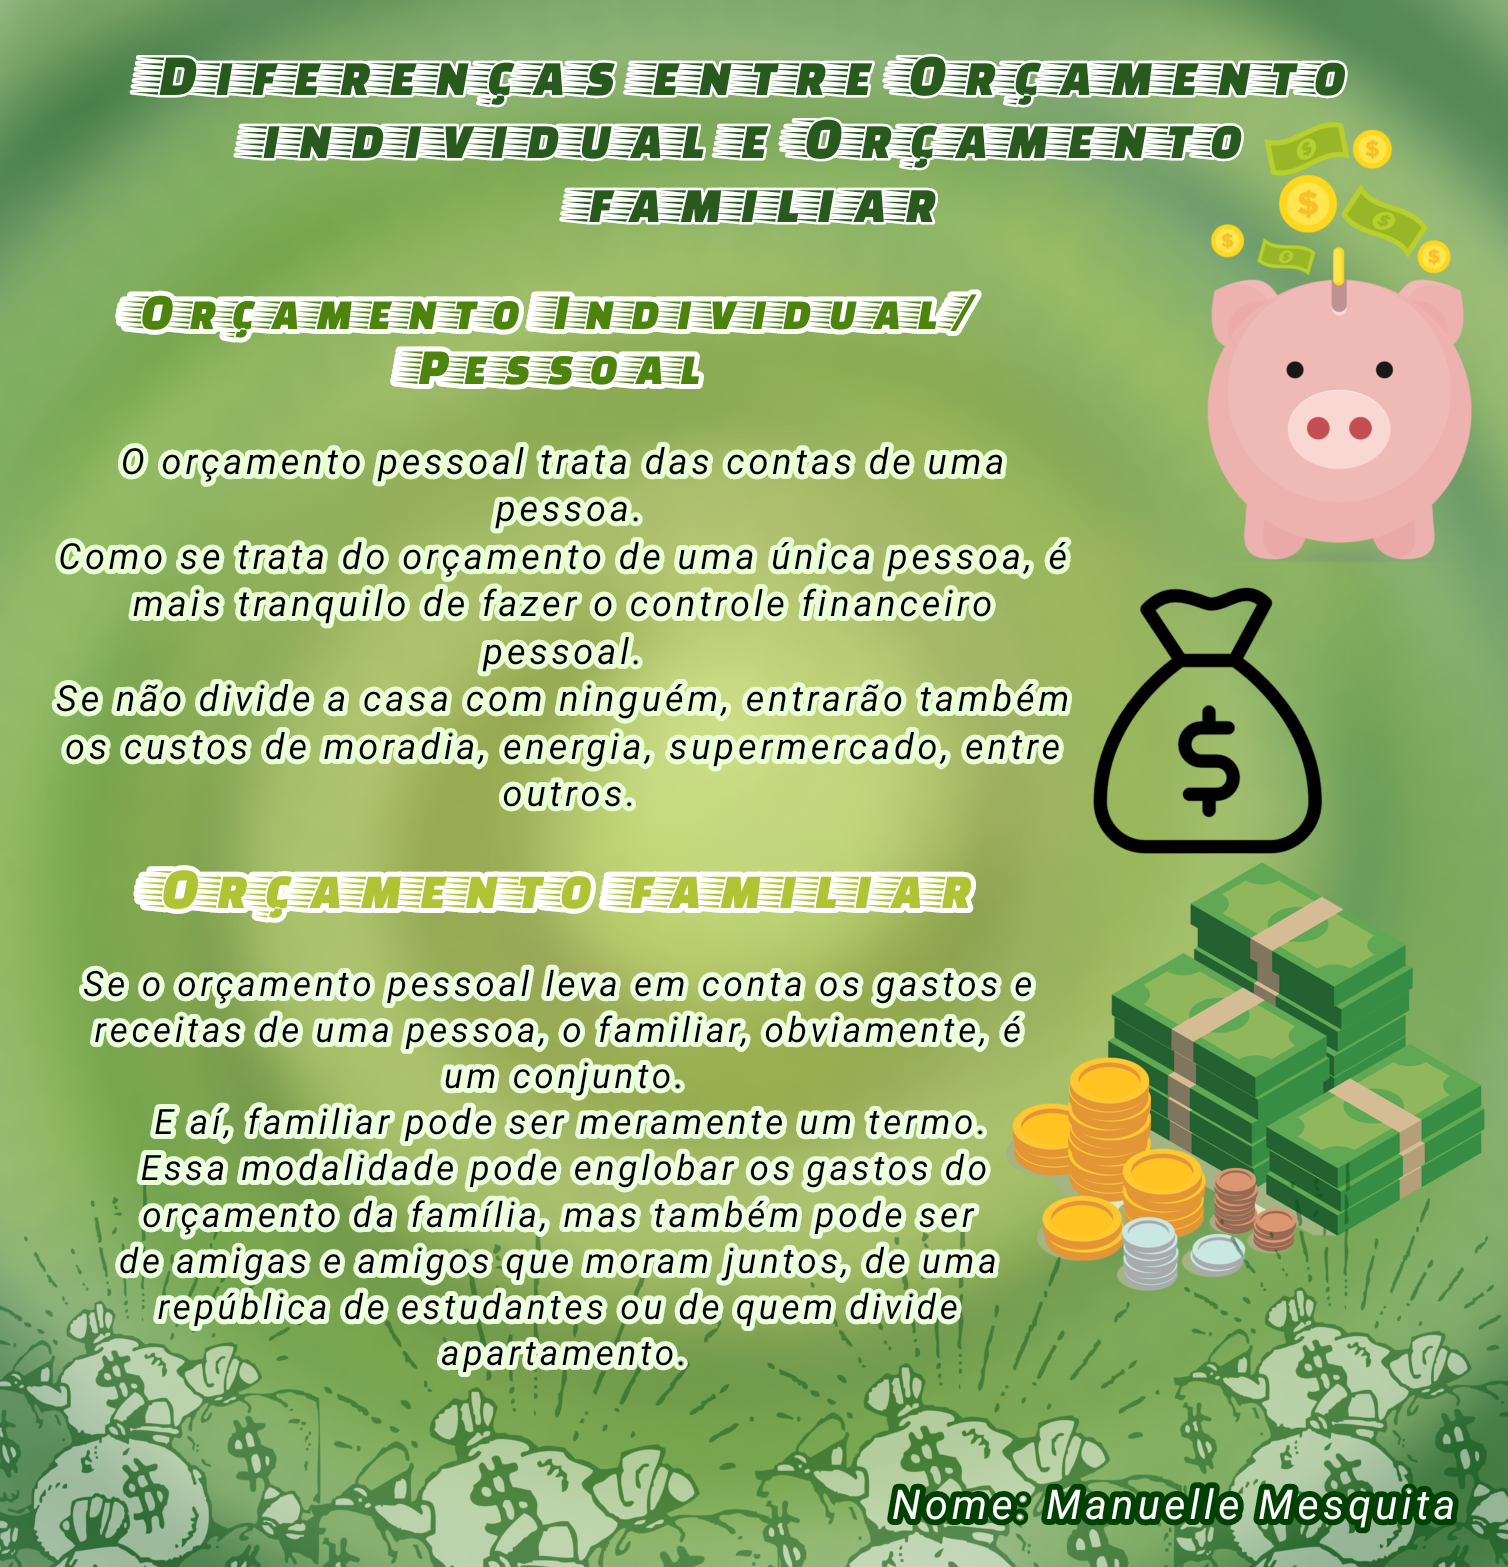 Diferenças entre Orçamento
individual e Orçamento
familiar
Orçamento Individual/
Pessoal
O orçamento pessoal trata das contas de uma
pessoa.
Como se trata do orçamento de uma única pessoa, é
mais tranquilo de fazer o controle financeiro
pessoal.
Se não divide a casa com ninguém, entrarão também
os custos de moradia, energia, supermercado, entre
outros.
Orçamento familiar
Se o orçamento pessoal leva em conta os gastos e
receitas de uma pessoa, o familiar, obviamente, é
um conjunto.
E aí, familiar pode ser meramente um termo.
Essa modalidade pode englobar os gastos do
orçamento da família, mas também pode ser
de amigas e amigos que moram juntos, de uma
república de estudantes ou de quem divide
apartamento.
Nome: Manuelle Mesquita